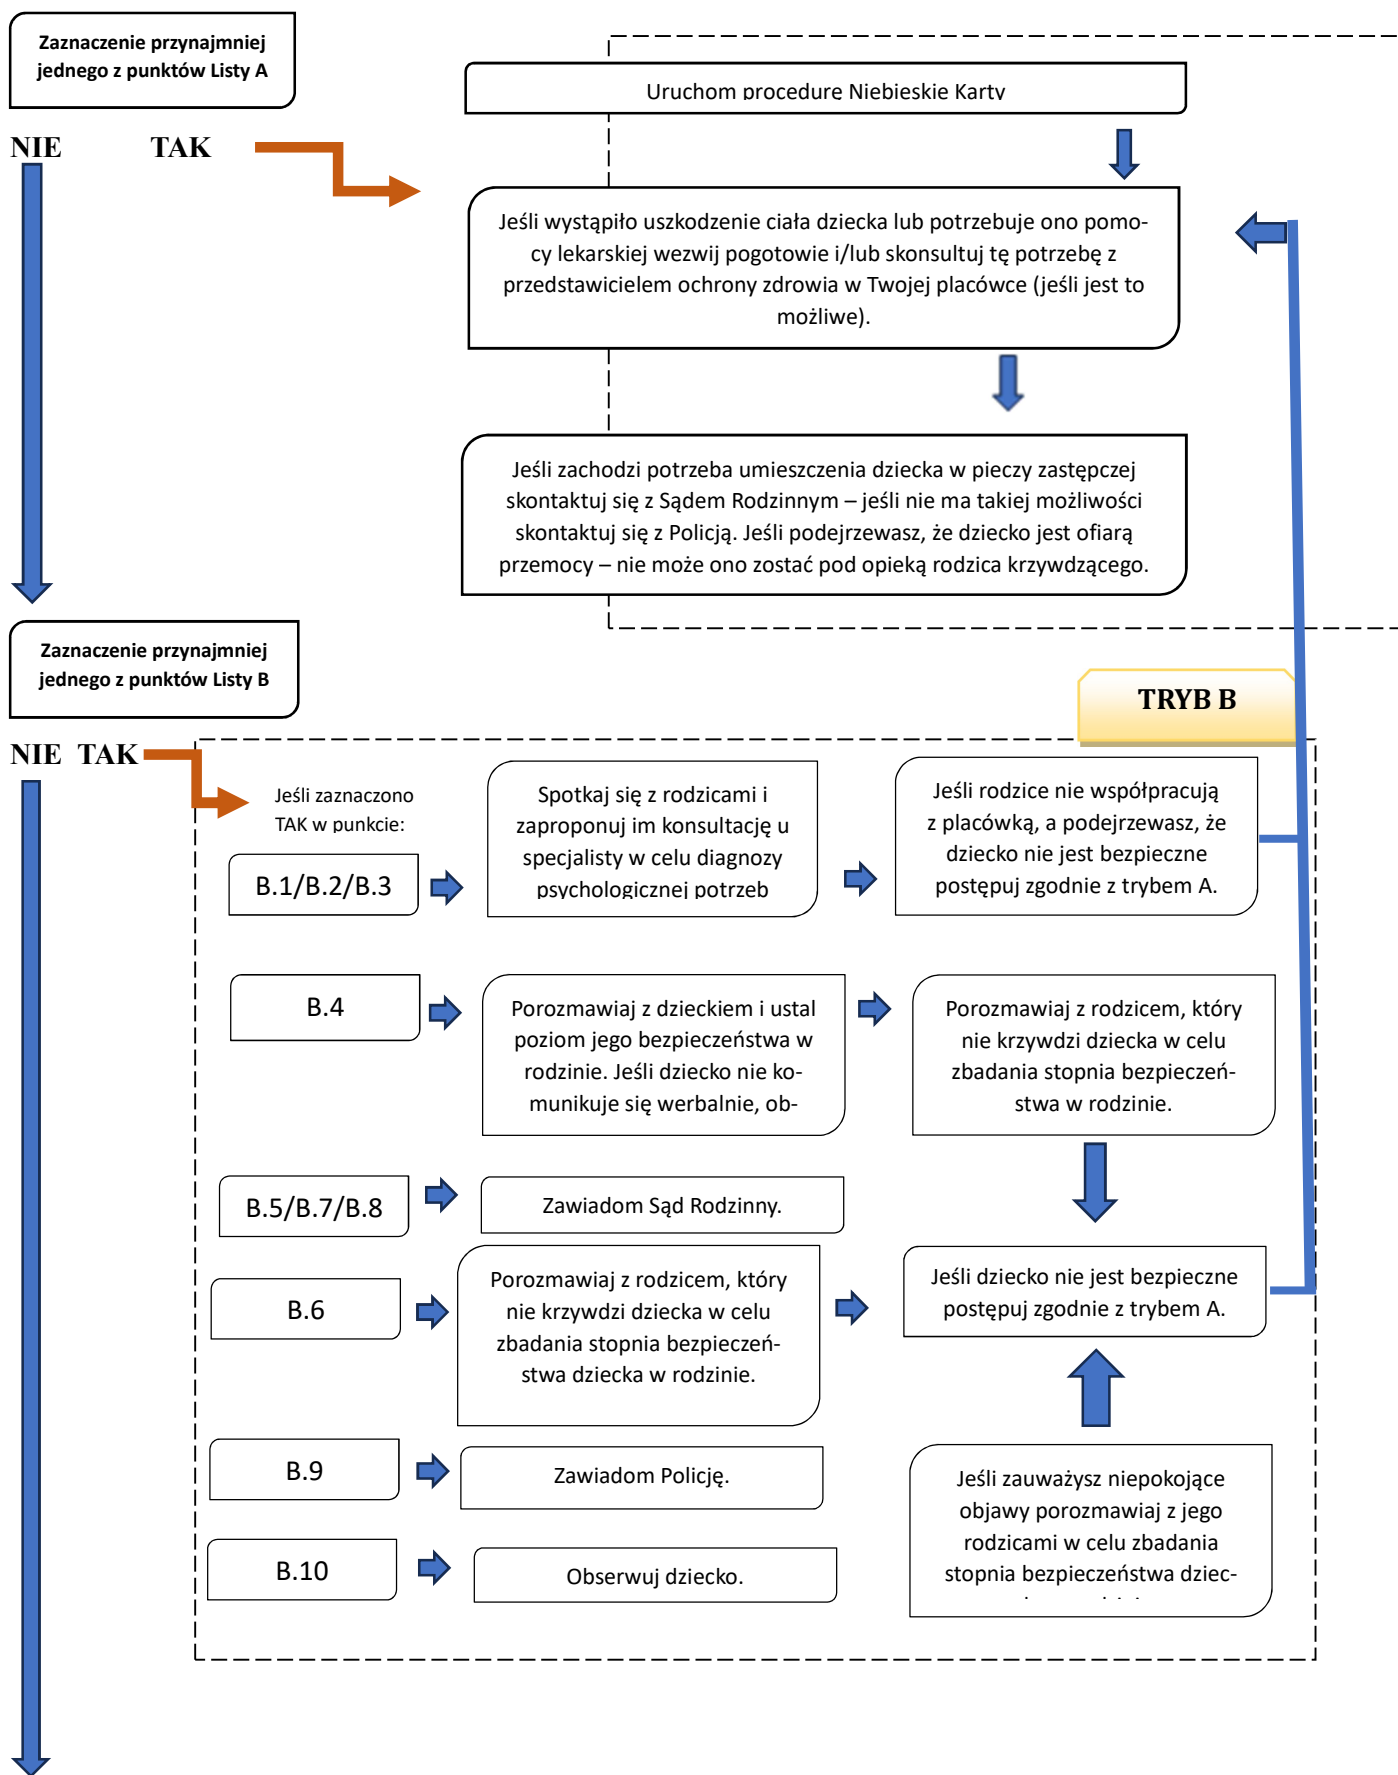 Zaznaczenie przynajmniej
jednego z punktów Listy A
Uruchom procedurę Niebieskie Karty
NIE TAK
Jeśli wystąpiło uszkodzenie ciała dziecka lub potrzebuje ono pomo-
cy lekarskiej wezwij pogotowie i/lub skonsultuj tę potrzebę z
przedstawicielem ochrony zdrowia w Twojej placówce (jeśli jest to
możliwe).
Jeśli zachodzi potrzeba umieszczenia dziecka w pieczy zastępczej
skontaktuj się z Sądem Rodzinnym – jeśli nie ma takiej możliwości
skontaktuj się z Policją. Jeśli podejrzewasz, że dziecko jest ofiarą
przemocy – nie może ono zostać pod opieką rodzica krzywdzącego.
Zaznaczenie przynajmniej
jednego z punktów Listy B
TRYB B
NIE TAK
Jeśli zaznaczono
TAK w punkcie:
B.1/B.2/B.3
Spotkaj się z rodzicami i
zaproponuj im konsultację u
specjalisty w celu diagnozy
psychologicznej potrzeb
Jeśli rodzice nie współpracują
z placówką, a podejrzewasz, że
dziecko nie jest bezpieczne
postępuj zgodnie z trybem A.
B.4
Porozmawiaj z dzieckiem i ustal
poziom jego bezpieczeństwa w
rodzinie. Jeśli dziecko nie ko-
munikuje się werbalnie, ob-
Porozmawiaj z rodzicem, który
nie krzywdzi dziecka w celu
zbadania stopnia bezpieczeń-
stwa w rodzinie.
B.5/B.7/B.8
Zawiadom Sąd Rodzinny.
B.6
Porozmawiaj z rodzicem, który
nie krzywdzi dziecka w celu
zbadania stopnia bezpieczeń-
stwa dziecka w rodzinie.
Jeśli dziecko nie jest bezpieczne
postępuj zgodnie z trybem A.
B.9
Zawiadom Policję.
B.10
Obserwuj dziecko.
Jeśli zauważysz niepokojące
objawy porozmawiaj z jego
rodzicami w celu zbadania
stopnia bezpieczeństwa dziec-